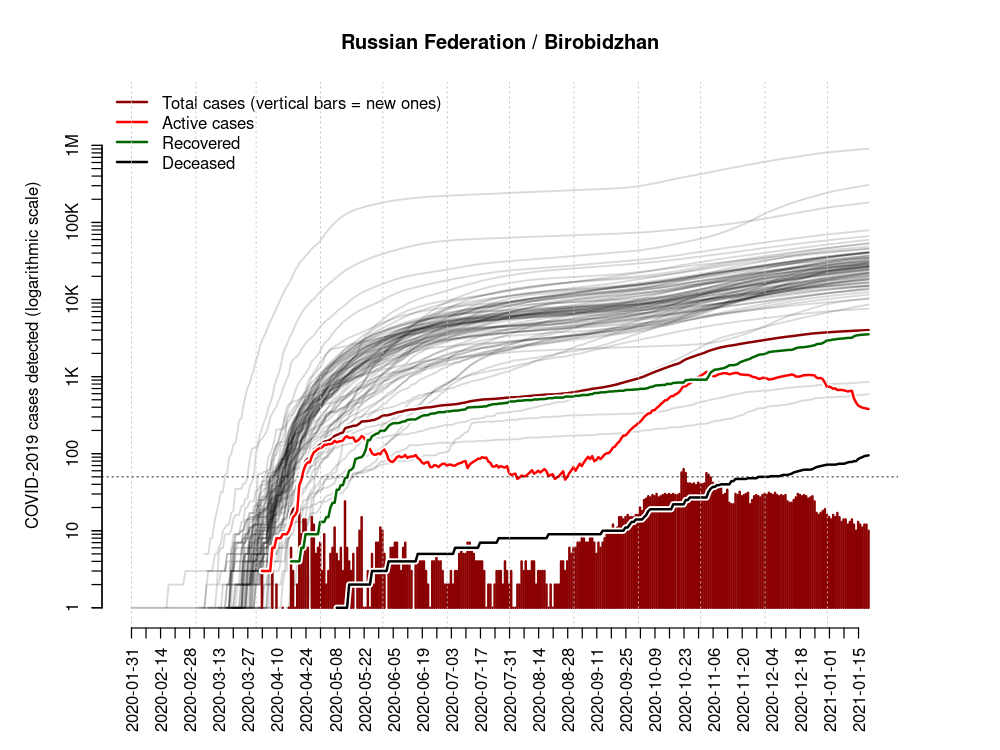 Russian Federation / Birobidzhan
Total cases (vertical bars = new ones)
Active cases
Recovered
Deceased
COVID-2019 cases detected (logarithmic scale)
1M
100K
10K
1K
100
10
1
2020-01-31
2020-02-14
2020-02-28
2020-03-13
2020-03-27
2020-04-10
2020-04-24
2020-05-08
2020-05-22
2020-06-05
2020-06-19
2020-07-03
2020-07-17
2020-07-31
2020-08-14
2020-08-28
2020-09-11
2020-09-25
2020-10-09
2020-10-23
2020-11-06
2020-11-20
2020-12-04
2020-12-18
2021-01-01
2021-01-15